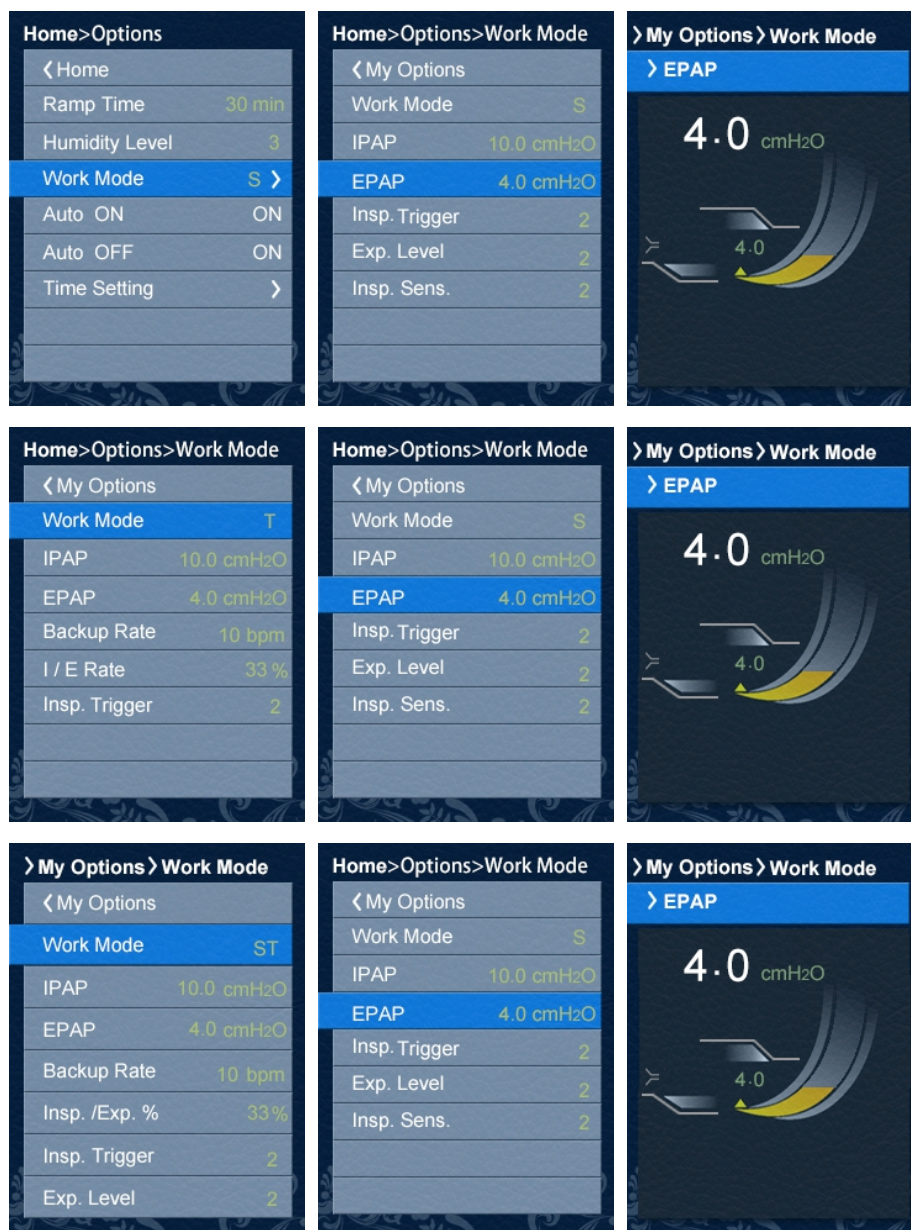 Home>Options
❮Home
Ramp Time 30 min
Humidity Level 3
Work Mode S ❯
Auto ON ON
Auto OFF ON
Time Setting ❯
Home>Options>Work Mode
❮My Options
Work Mode S
IPAP 10.0 cmH2O
EPAP 4.0 cmH2O
Insp. Trigger 2
Exp. Level 2
Insp. Sens. 2
❯My Options❯Work Mode
❯ EPAP
4.0 cmH2O
4.0
Home>Options>Work Mode
❮My Options
Work Mode T
IPAP 10.0 cmH2O
EPAP 4.0 cmH2O
Backup Rate 10 bpm
I / E Rate 33 %
Insp. Trigger 2
Home>Options>Work Mode
❮My Options
Work Mode S
IPAP 10.0 cmH2O
EPAP 4.0 cmH2O
Insp. Trigger 2
Exp. Level 2
Insp. Sens. 2
❯My Options❯Work Mode
❯ EPAP
4.0 cmH2O
4.0
❯My Options❯Work Mode
❮My Options
Work Mode ST
IPAP 10.0 cmH2O
EPAP 4.0 cmH2O
Backup Rate 10 bpm
Insp. /Exp. % 33%
Insp. Trigger 2
Exp. Level 2
Home>Options>Work Mode
❮My Options
Work Mode S
IPAP 10.0 cmH2O
EPAP 4.0 cmH2O
Insp. Trigger 2
Exp. Level 2
Insp. Sens. 2
❯My Options❯Work Mode
❯ EPAP
4.0 cmH2O
4.0